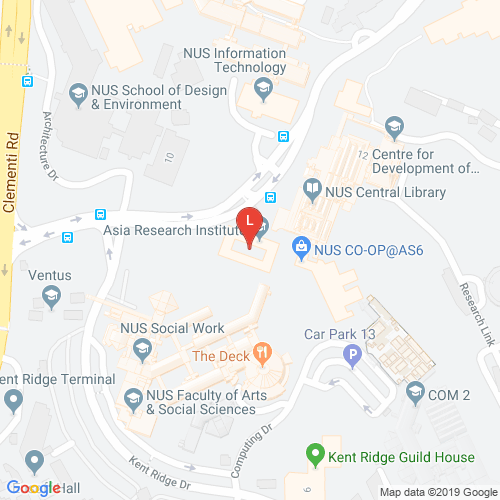 NUS Information
Technology
NUS School of Design
& Environment
Clementi Rd
Architecture Dr
10
12
Centre for
Development of...
NUS Central Library
L
Asia Research Institute
NUS CO-OP@AS6
Ventus
Research Link
NUS Social Work
Car Park 13
The Deck
P
Kent Ridge Terminal
NUS Faculty of Arts
& Social Sciences
COM 2
Computing Dr
Kent Ridge Guild House
Kent Ridge Dr
6
Hall
Google
Map data ©2019 Google